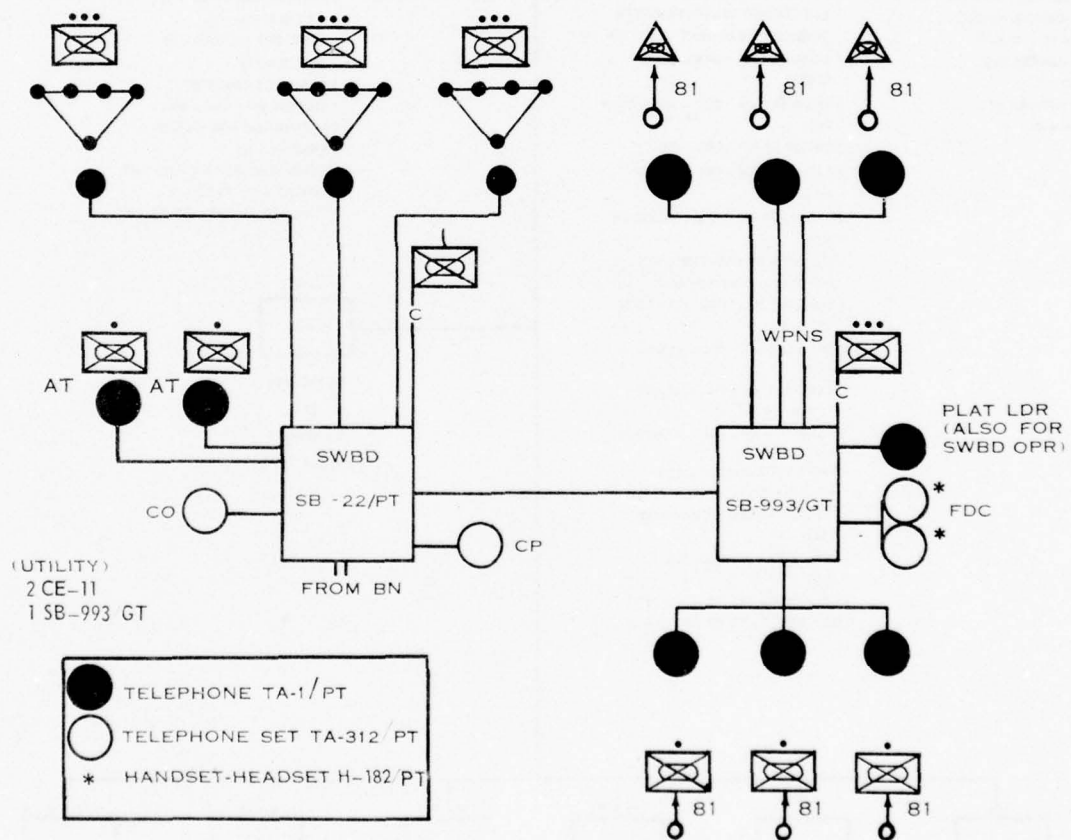 81 81 81
C
WPNS
AT AT
C
PLAT LDR
(ALSO FOR
SWBD OPR)
SWBD
SB -22/PT
SWBD
SB-993/GT
*
FDC
*
CO
CP
(UTILITY)
2 CE-11
1 SB-993 GT
FROM BN
TELEPHONE TA-1/PT
TELEPHONE SET TA-312/PT
* HANDSET-HEADSET H-182/PT
81 81 81